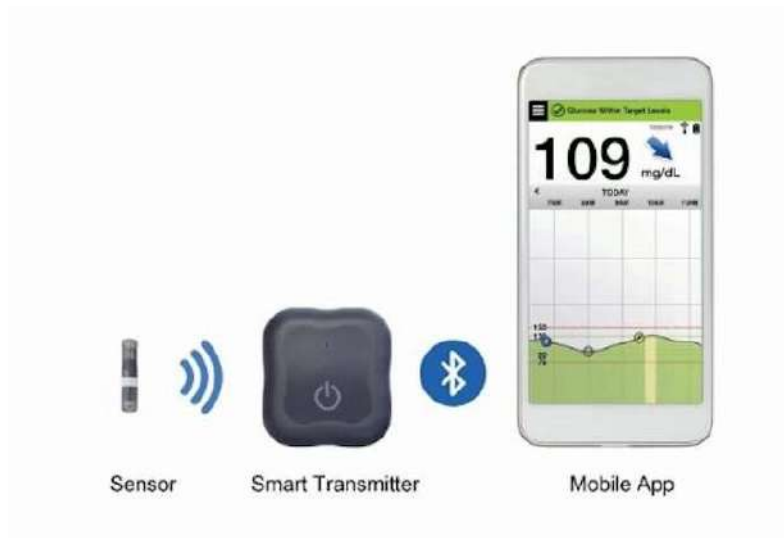 Glucose Within Target Levels
109
mg/dL
TODAY
Sensor
Smart Transmitter
Mobile App